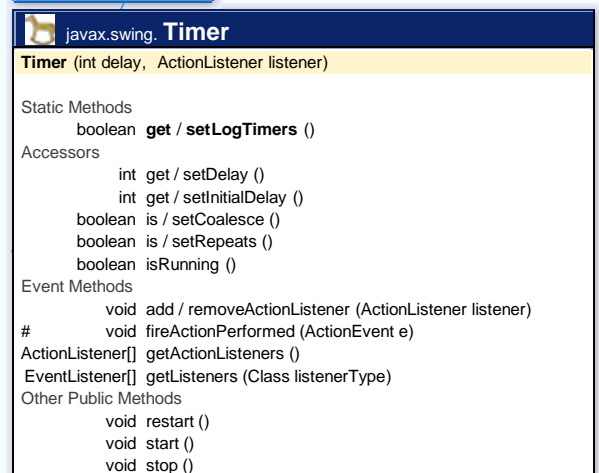 javax.swing. Timer
Timer (int delay, ActionListener listener)
Static Methods
boolean get / setLogTimers ()
Accessors
int get / setDelay ()
int get / setInitialDelay ()
boolean is / setCoalesce ()
boolean is / setRepeats ()
boolean isRunning ()
Event Methods
void add / removeActionListener (ActionListener listener)
# void fireActionPerformed (ActionEvent e)
ActionListener[] getActionListeners ()
EventListener[] getListeners (Class listenerType)
Other Public Methods
void restart ()
void start ()
void stop ()